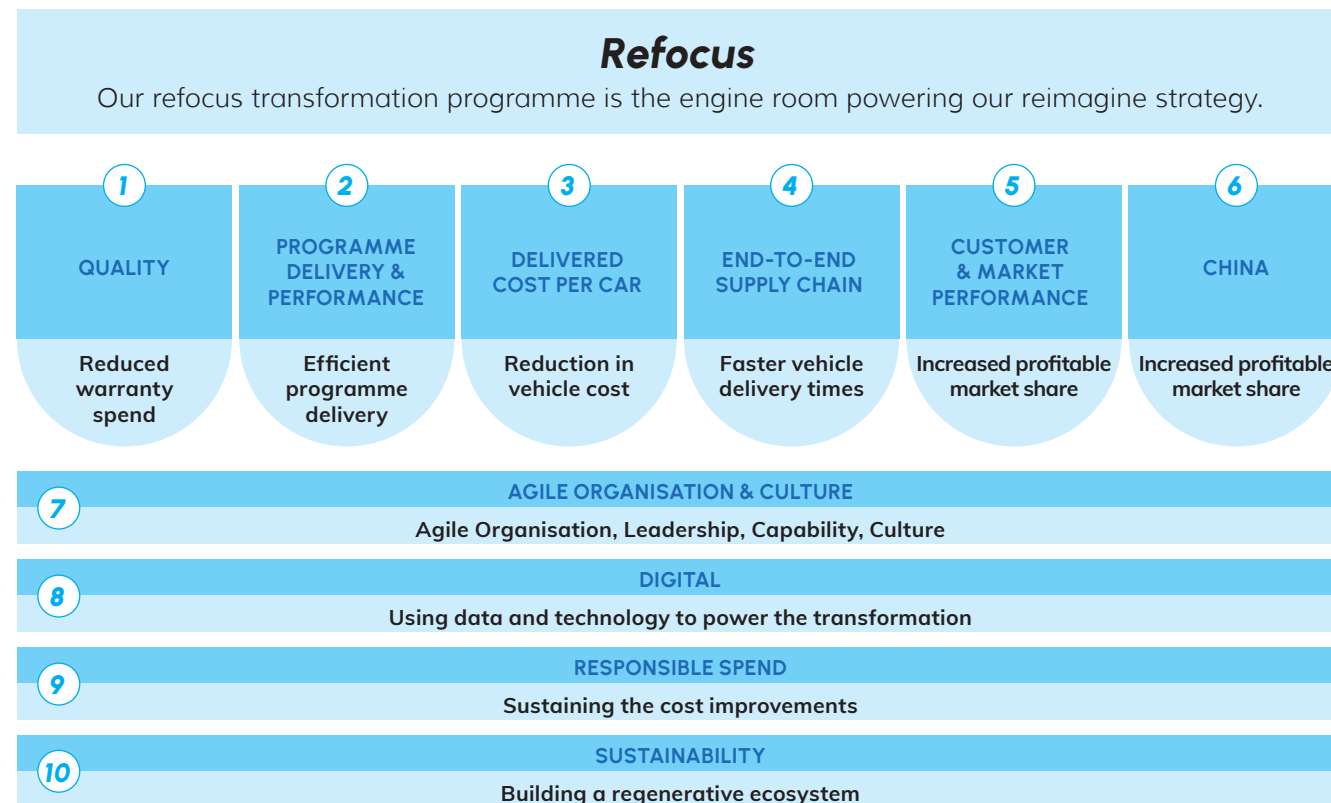 Refocus
Our refocus transformation programme is the engine room powering our reimagine strategy.
1
QUALITY
Reduced
warranty
spend
2
PROGRAMME
DELIVERY &
PERFORMANCE
Efficient
programme
delivery
3
DELIVERED
COST PER CAR
Reduction in
vehicle cost
4
END-TO-END
SUPPLY CHAIN
Faster vehicle
delivery times
5
CUSTOMER
& MARKET
PERFORMANCE
Increased profitable
market share
6
CHINA
Increased profitable
market share
7
AGILE ORGANISATION & CULTURE
Agile Organisation, Leadership, Capability, Culture
8
DIGITAL
Using data and technology to power the transformation
9
RESPONSIBLE SPEND
Sustaining the cost improvements
10
SUSTAINABILITY
Building a regenerative ecosystem